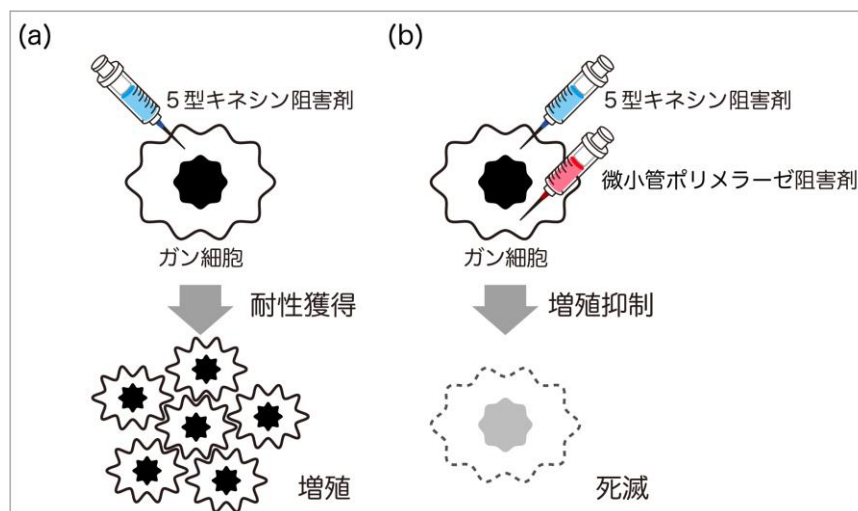 (a)
5型キネシン阻害剤
ガン細胞
耐性獲得
増殖
(b)
5型キネシン阻害剤
微小管ポリメラーゼ阻害剤
ガン細胞
増殖抑制
死滅